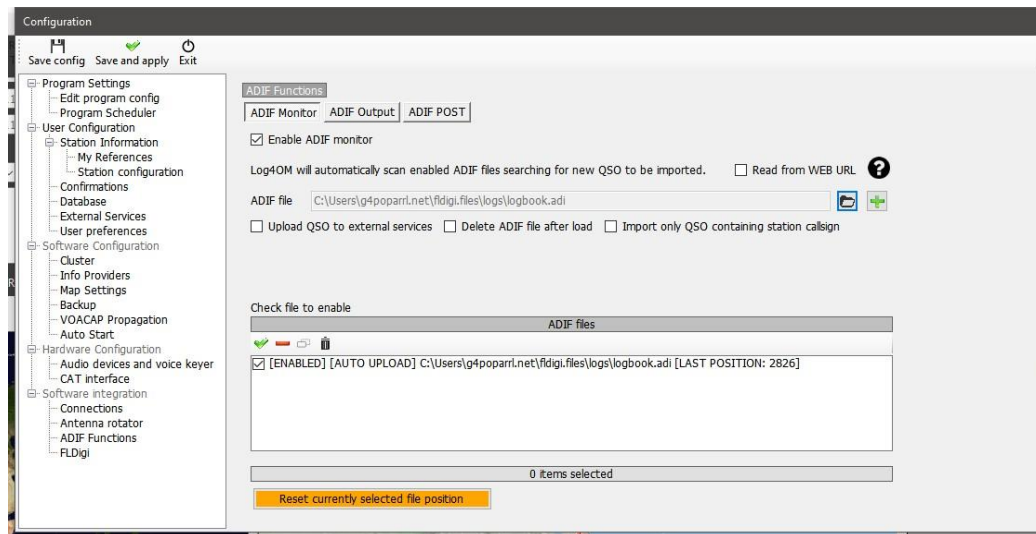 Configuration
Save config Save and apply Exit
Program Settings
Edit program config
Program Scheduler
User Configuration
Station Information
My References
Station configuration
Confirmations
Database
External Services
User preferences
Software Configuration
Cluster
Info Providers
Map Settings
Backup
VOACAP Propagation
Auto Start
Hardware Configuration
Audio devices and voice keyer
CAT interface
Software integration
Connections
Antenna rotator
ADIF Functions
FLDigi
ADIF Functions
ADIF Monitor ADIF Output ADIF POST
Enable ADIF monitor
Log4OM will automatically scan enabled ADIF files searching for new QSO to be imported. Read from WEB URL ?
ADIF file C:\Users\g4poparrl.net\fldigi.files\logs\logbook.adi
Upload QSO to external services Delete ADIF file after load Import only QSO containing station callsign
Check file to enable
ADIF files
[ENABLED] [AUTO UPLOAD] C:\Users\g4poparrl.net\fldigi.files\logs\logbook.adi [LAST POSITION: 2826]
0 items selected
Reset currently selected file position